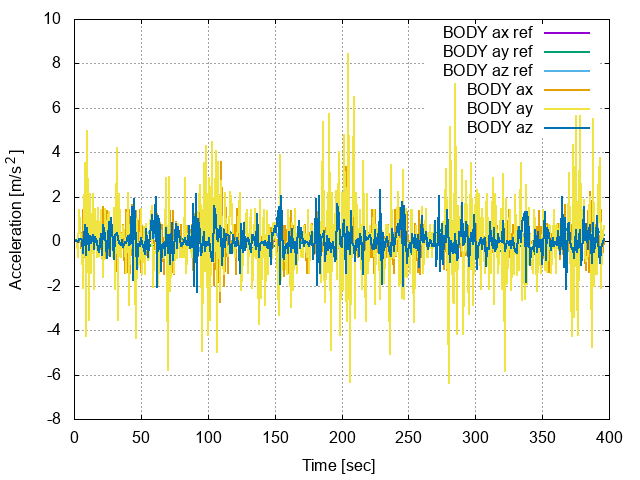 10
8
6
4
2
0
-2
-4
-6
-8
0 50 100 150 200 250 300 350 400
Acceleration [m/s²]
Time [sec]
BODY ax ref
BODY ay ref
BODY az ref
BODY ax
BODY ay
BODY az